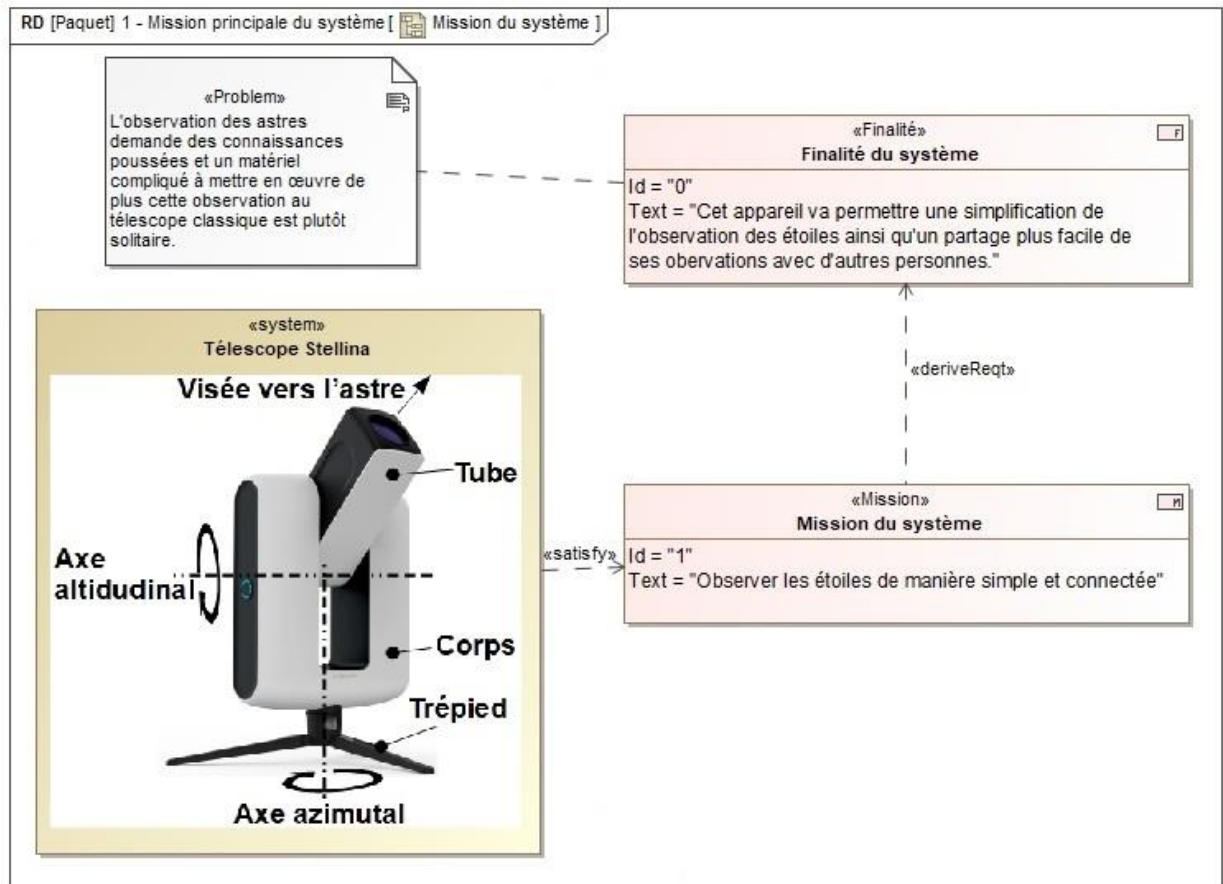 RD [Paquet] 1 - Mission principale du système [ Mission du système ]
«Problem»
L'observation des astres
demande des connaissances
poussées et un matériel
compliqué à mettre en œuvre de
plus cette observation au
télescope classique est plutôt
solitaire.
«Finalité»
F
Finalité du système
Id = "0"
Text = "Cet appareil va permettre une simplification de
l'observation des étoiles ainsi qu'un partage plus facile de
ses obervations avec d'autres personnes."
«deriveReqt»
«system»
Télescope Stellina
Visée vers l'astre
Tube
Axe
altidudinal
Corps
Trépied
Axe azimutal
«satisfy»
«Mission»
M
Mission du système
Id = "1"
Text = "Observer les étoiles de manière simple et connectée"